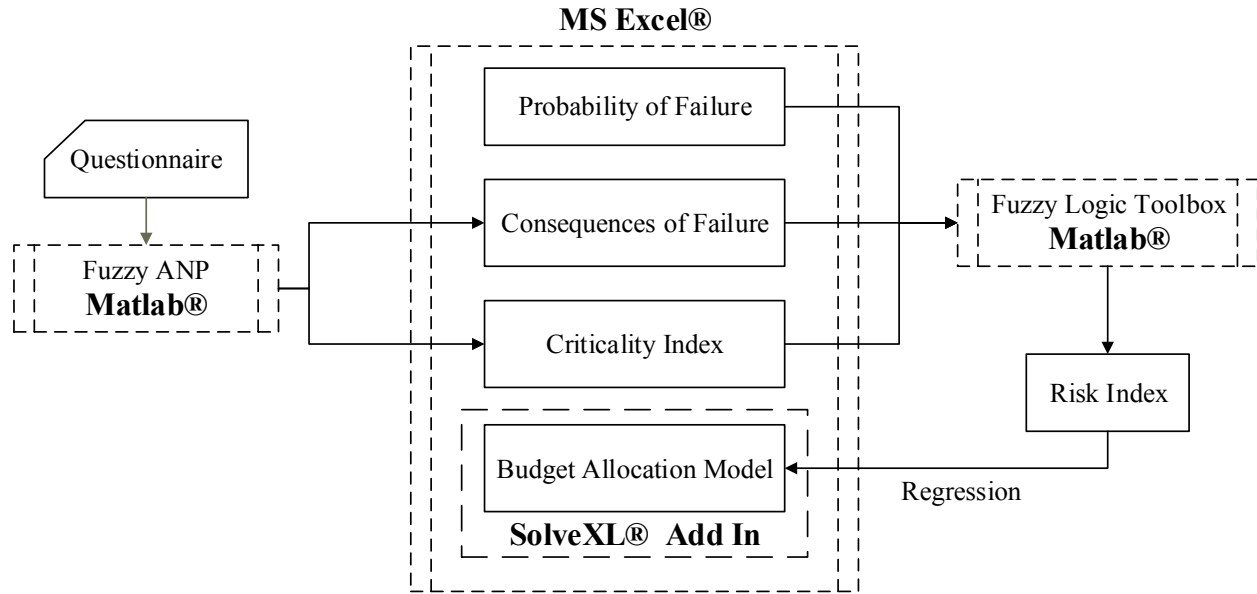 MS Excel®
Probability of Failure
Questionnaire
Consequences of Failure
Fuzzy Logic Toolbox
Matlab®
Fuzzy ANP
Matlab®
Criticality Index
Risk Index
Budget Allocation Model
Regression
SolveXL® Add In